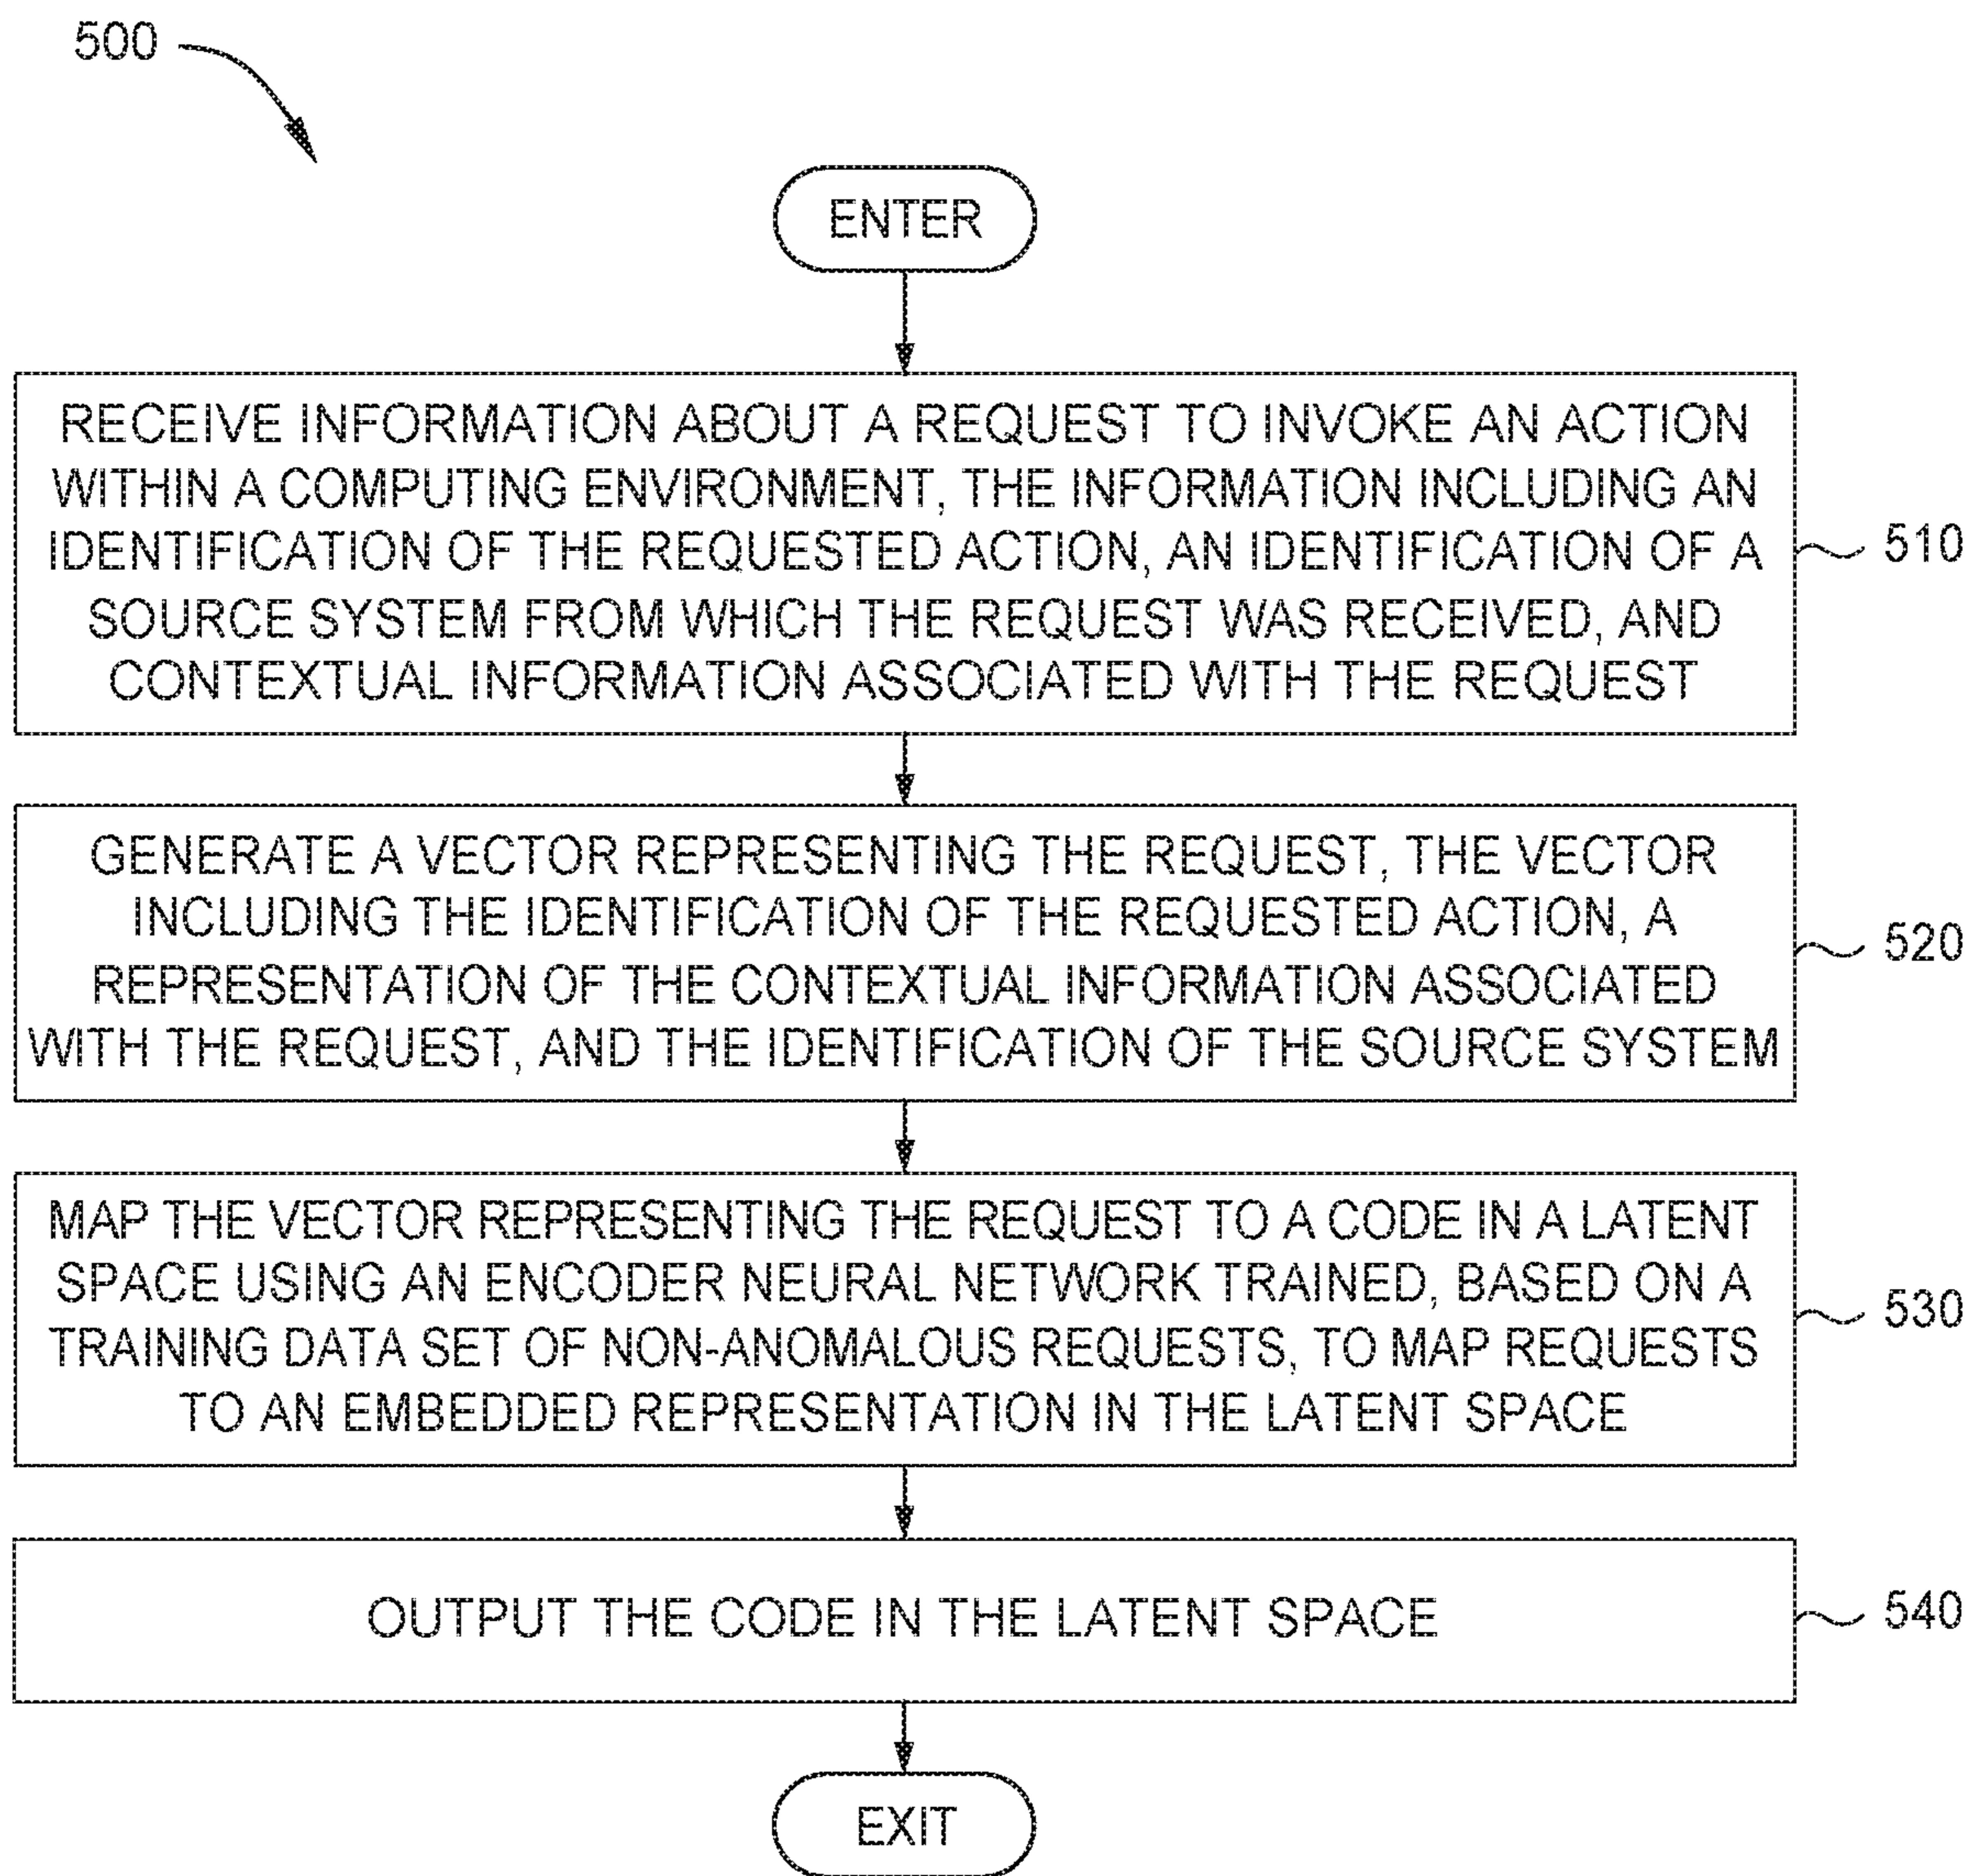 500
ENTER
RECEIVE INFORMATION ABOUT A REQUEST TO INVOKE AN ACTION
WITHIN A COMPUTING ENVIRONMENT, THE INFORMATION INCLUDING AN
IDENTIFICATION OF THE REQUESTED ACTION, AN IDENTIFICATION OF A
SOURCE SYSTEM FROM WHICH THE REQUEST WAS RECEIVED, AND
CONTEXTUAL INFORMATION ASSOCIATED WITH THE REQUEST
510
GENERATE A VECTOR REPRESENTING THE REQUEST, THE VECTOR
INCLUDING THE IDENTIFICATION OF THE REQUESTED ACTION, A
REPRESENTATION OF THE CONTEXTUAL INFORMATION ASSOCIATED
WITH THE REQUEST, AND THE IDENTIFICATION OF THE SOURCE SYSTEM
520
MAP THE VECTOR REPRESENTING THE REQUEST TO A CODE IN A LATENT
SPACE USING AN ENCODER NEURAL NETWORK TRAINED, BASED ON A
TRAINING DATA SET OF NON-ANOMALOUS REQUESTS, TO MAP REQUESTS
TO AN EMBEDDED REPRESENTATION IN THE LATENT SPACE
530
OUTPUT THE CODE IN THE LATENT SPACE
540
EXIT